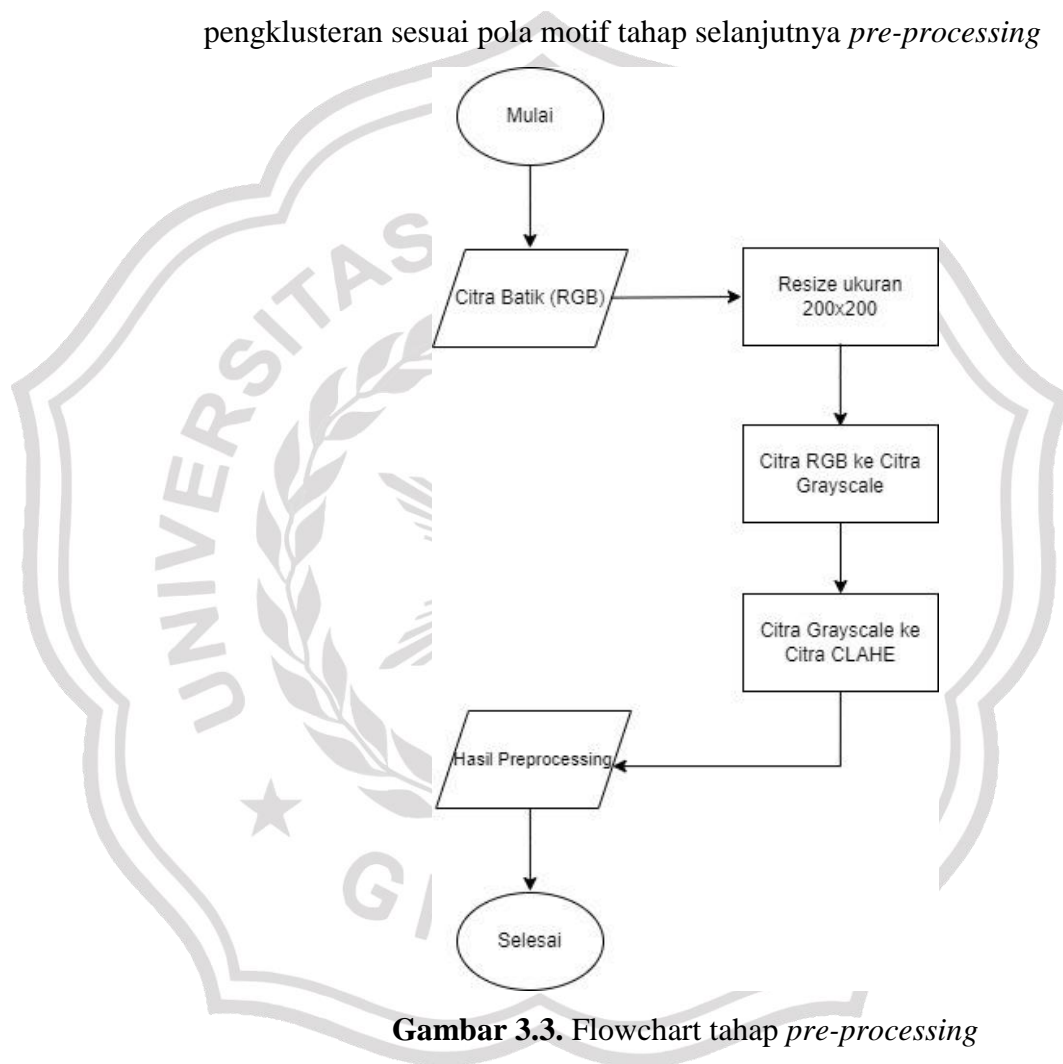 pengklusteran sesuai pola motif tahap selanjutnya pre-processing
Mulai
Citra Batik (RGB)
Resize ukuran
200x200
Citra RGB ke Citra
Grayscale
Citra Grayscale ke
Citra CLAHE
Hasil Preprocessing
Selesai
UNIVERSITAS
G
Gambar 3.3. Flowchart tahap pre-processing